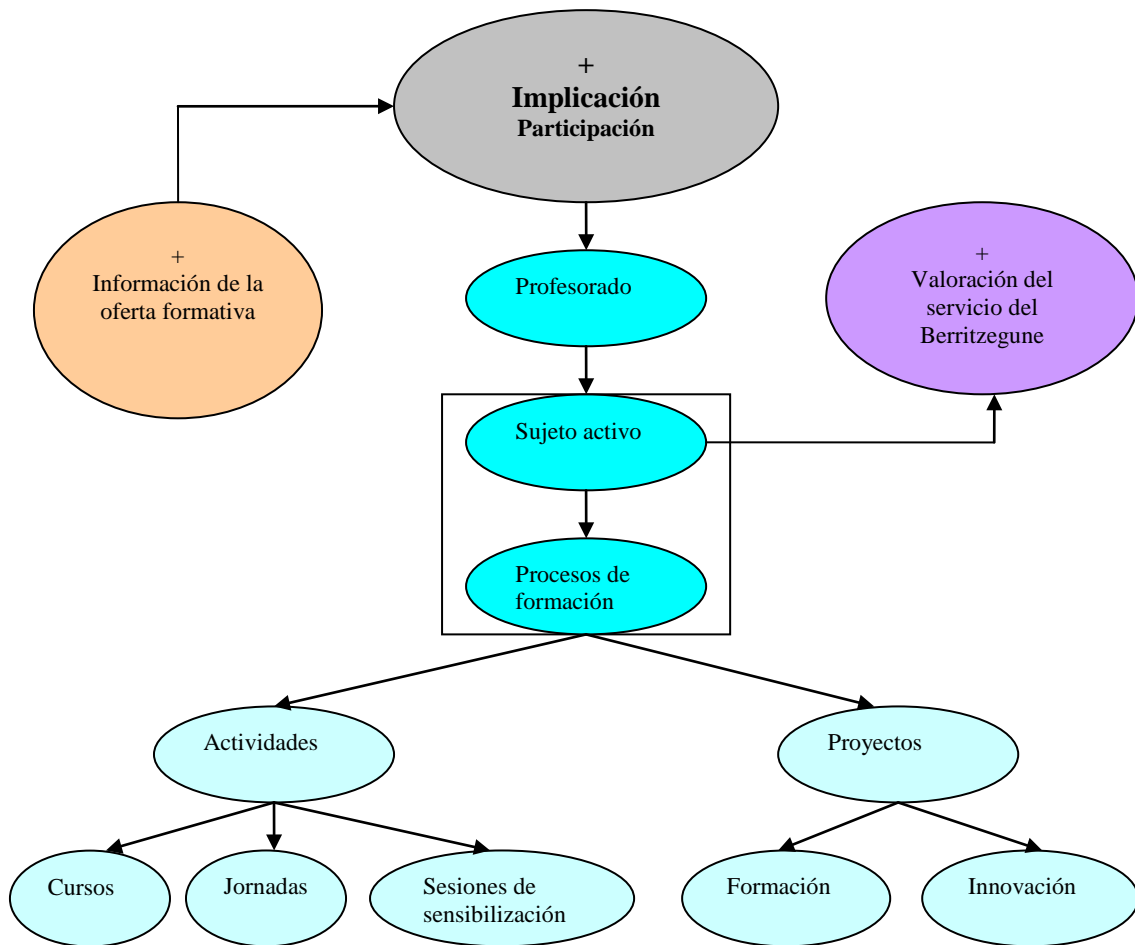 +
Implicación
Participación
+
Información de la
oferta formativa
Profesorado
+
Valoración del
servicio del
Berritzegune
Sujeto activo
Procesos de
formación
Actividades
Proyectos
Cursos
Jornadas
Sesiones de
sensibilización
Formación
Innovación